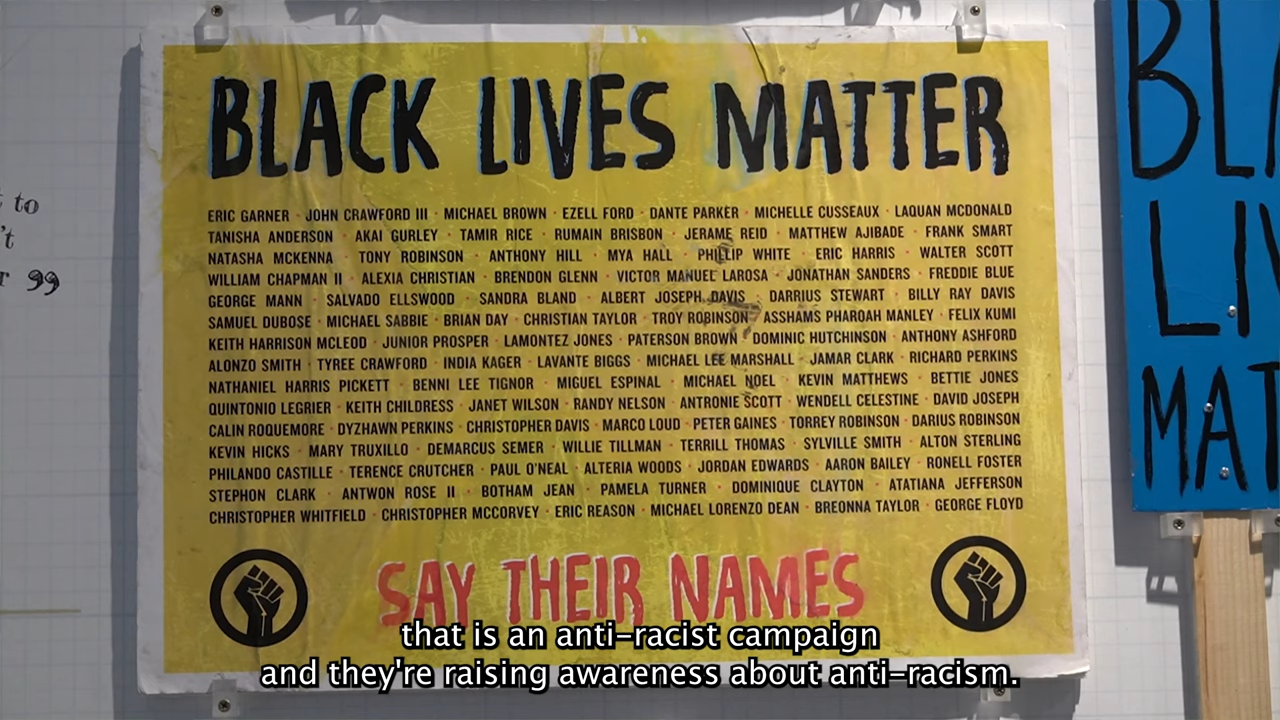 BLACK LIVES MATTER
ERIC GARNER · JOHN CRAWFORD III · MICHAEL BROWN · EZELL FORD · DANTE PARKER · MICHELLE CUSSEAUX · LAQUAN MCDONALD
TANISHA ANDERSON · AKAI GURLEY · TAMIR RICE · RUMAIN BRISBON · JERAME REID · MATTHEW AJIBADE · FRANK SMART
NATASHA MCKENNA · TONY ROBINSON · ANTHONY HILL · MYA HALL · PHILLIP WHITE · ERIC HARRIS · WALTER SCOTT
WILLIAM CHAPMAN II · ALEXIA CHRISTIAN · BRENDON GLENN · VICTOR MANUEL LAROSA · JONATHAN SANDERS · FREDDIE BLUE
GEORGE MANN · SALVADO ELLSWOOD · SANDRA BLAND · ALBERT JOSEPH DAVIS · DARRIUS STEWART · BILLY RAY DAVIS
SAMUEL DUBOSE · MICHAEL SABBIE · BRIAN DAY · CHRISTIAN TAYLOR · TROY ROBINSON · ASSHAMS PHAROAH MANLEY · FELIX KUMI
KEITH HARRISON MCLEOD · JUNIOR PROSPER · LAMONTEZ JONES · PATERSON BROWN · DOMINIC HUTCHINSON · ANTHONY ASHFORD
ALONZO SMITH · TYREE CRAWFORD · INDIA KAGER · LAVANTE BIGGS · MICHAEL LEE MARSHALL · JAMAR CLARK · RICHARD PERKINS
NATHANIEL HARRIS PICKETT · BENNI LEE TIGNOR · MIGUEL ESPINAL · MICHAEL NOEL · KEVIN MATTHEWS · BETTIE JONES
QUINTONIO LEGRIER · KEITH CHILDRESS · JANET WILSON · RANDY NELSON · ANTRONIE SCOTT · WENDELL CELESTINE · DAVID JOSEPH
CALIN ROQUEMORE · DYZHAWN PERKINS · CHRISTOPHER DAVIS · MARCO LOUD · PETER GAINES · TORREY ROBINSON · DARIUS ROBINSON
KEVIN HICKS · MARY TRUXILLO · DEMARCUS SEMER · WILLIE TILLMAN · TERRILL THOMAS · SYLVILLE SMITH · ALTON STERLING
PHILANDO CASTILLE · TERENCE CRUTCHER · PAUL O'NEAL · ALTERIA WOODS · JORDAN EDWARDS · AARON BAILEY · RONELL FOSTER
STEPHON CLARK · ANTWON ROSE II · BOTHAM JEAN · PAMELA TURNER · DOMINIQUE CLAYTON · ATATIANA JEFFERSON
CHRISTOPHER WHITFIELD · CHRISTOPHER MCCORVEY · ERIC REASON · MICHAEL LORENZO DEAN · BREONNA TAYLOR · GEORGE FLOYD
SAY THEIR NAMES
that is an anti-racist campaign
and they're raising awareness about anti-racism.
to